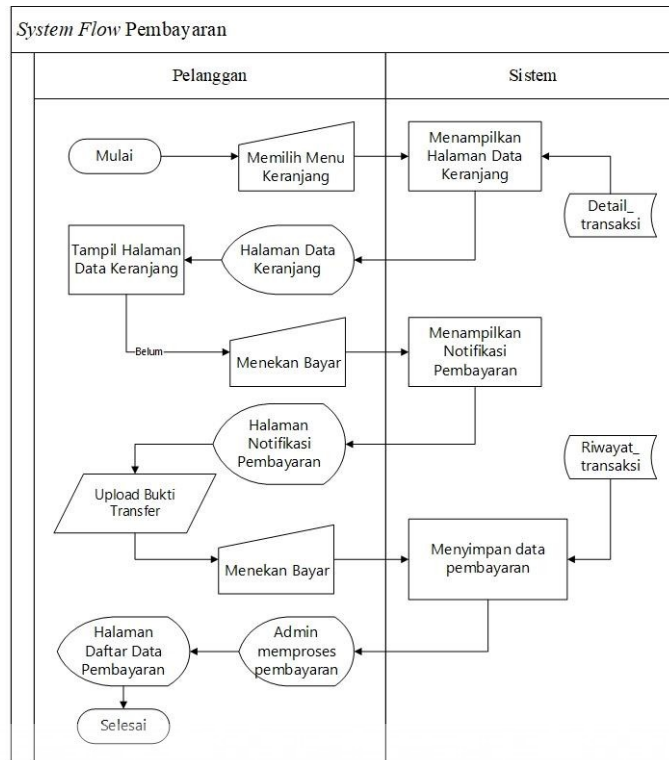 System Flow Pembayaran
Pelanggan
Sistem
Mulai
Memilih Menu
Keranjang
Menampilkan
Halaman Data
Keranjang
Detail_
transaksi
Tampil Halaman
Data Keranjang
Halaman Data
Keranjang
Belum
Menekan Bayar
Menampilkan
Notifikasi
Pembayaran
Halaman
Notifikasi
Pembayaran
Riwayat_
transaksi
Upload Bukti
Transfer
Menekan Bayar
Menyimpan data
pembayaran
Halaman
Daftar Data
Pembayaran
Admin
memproses
pembayaran
Selesai